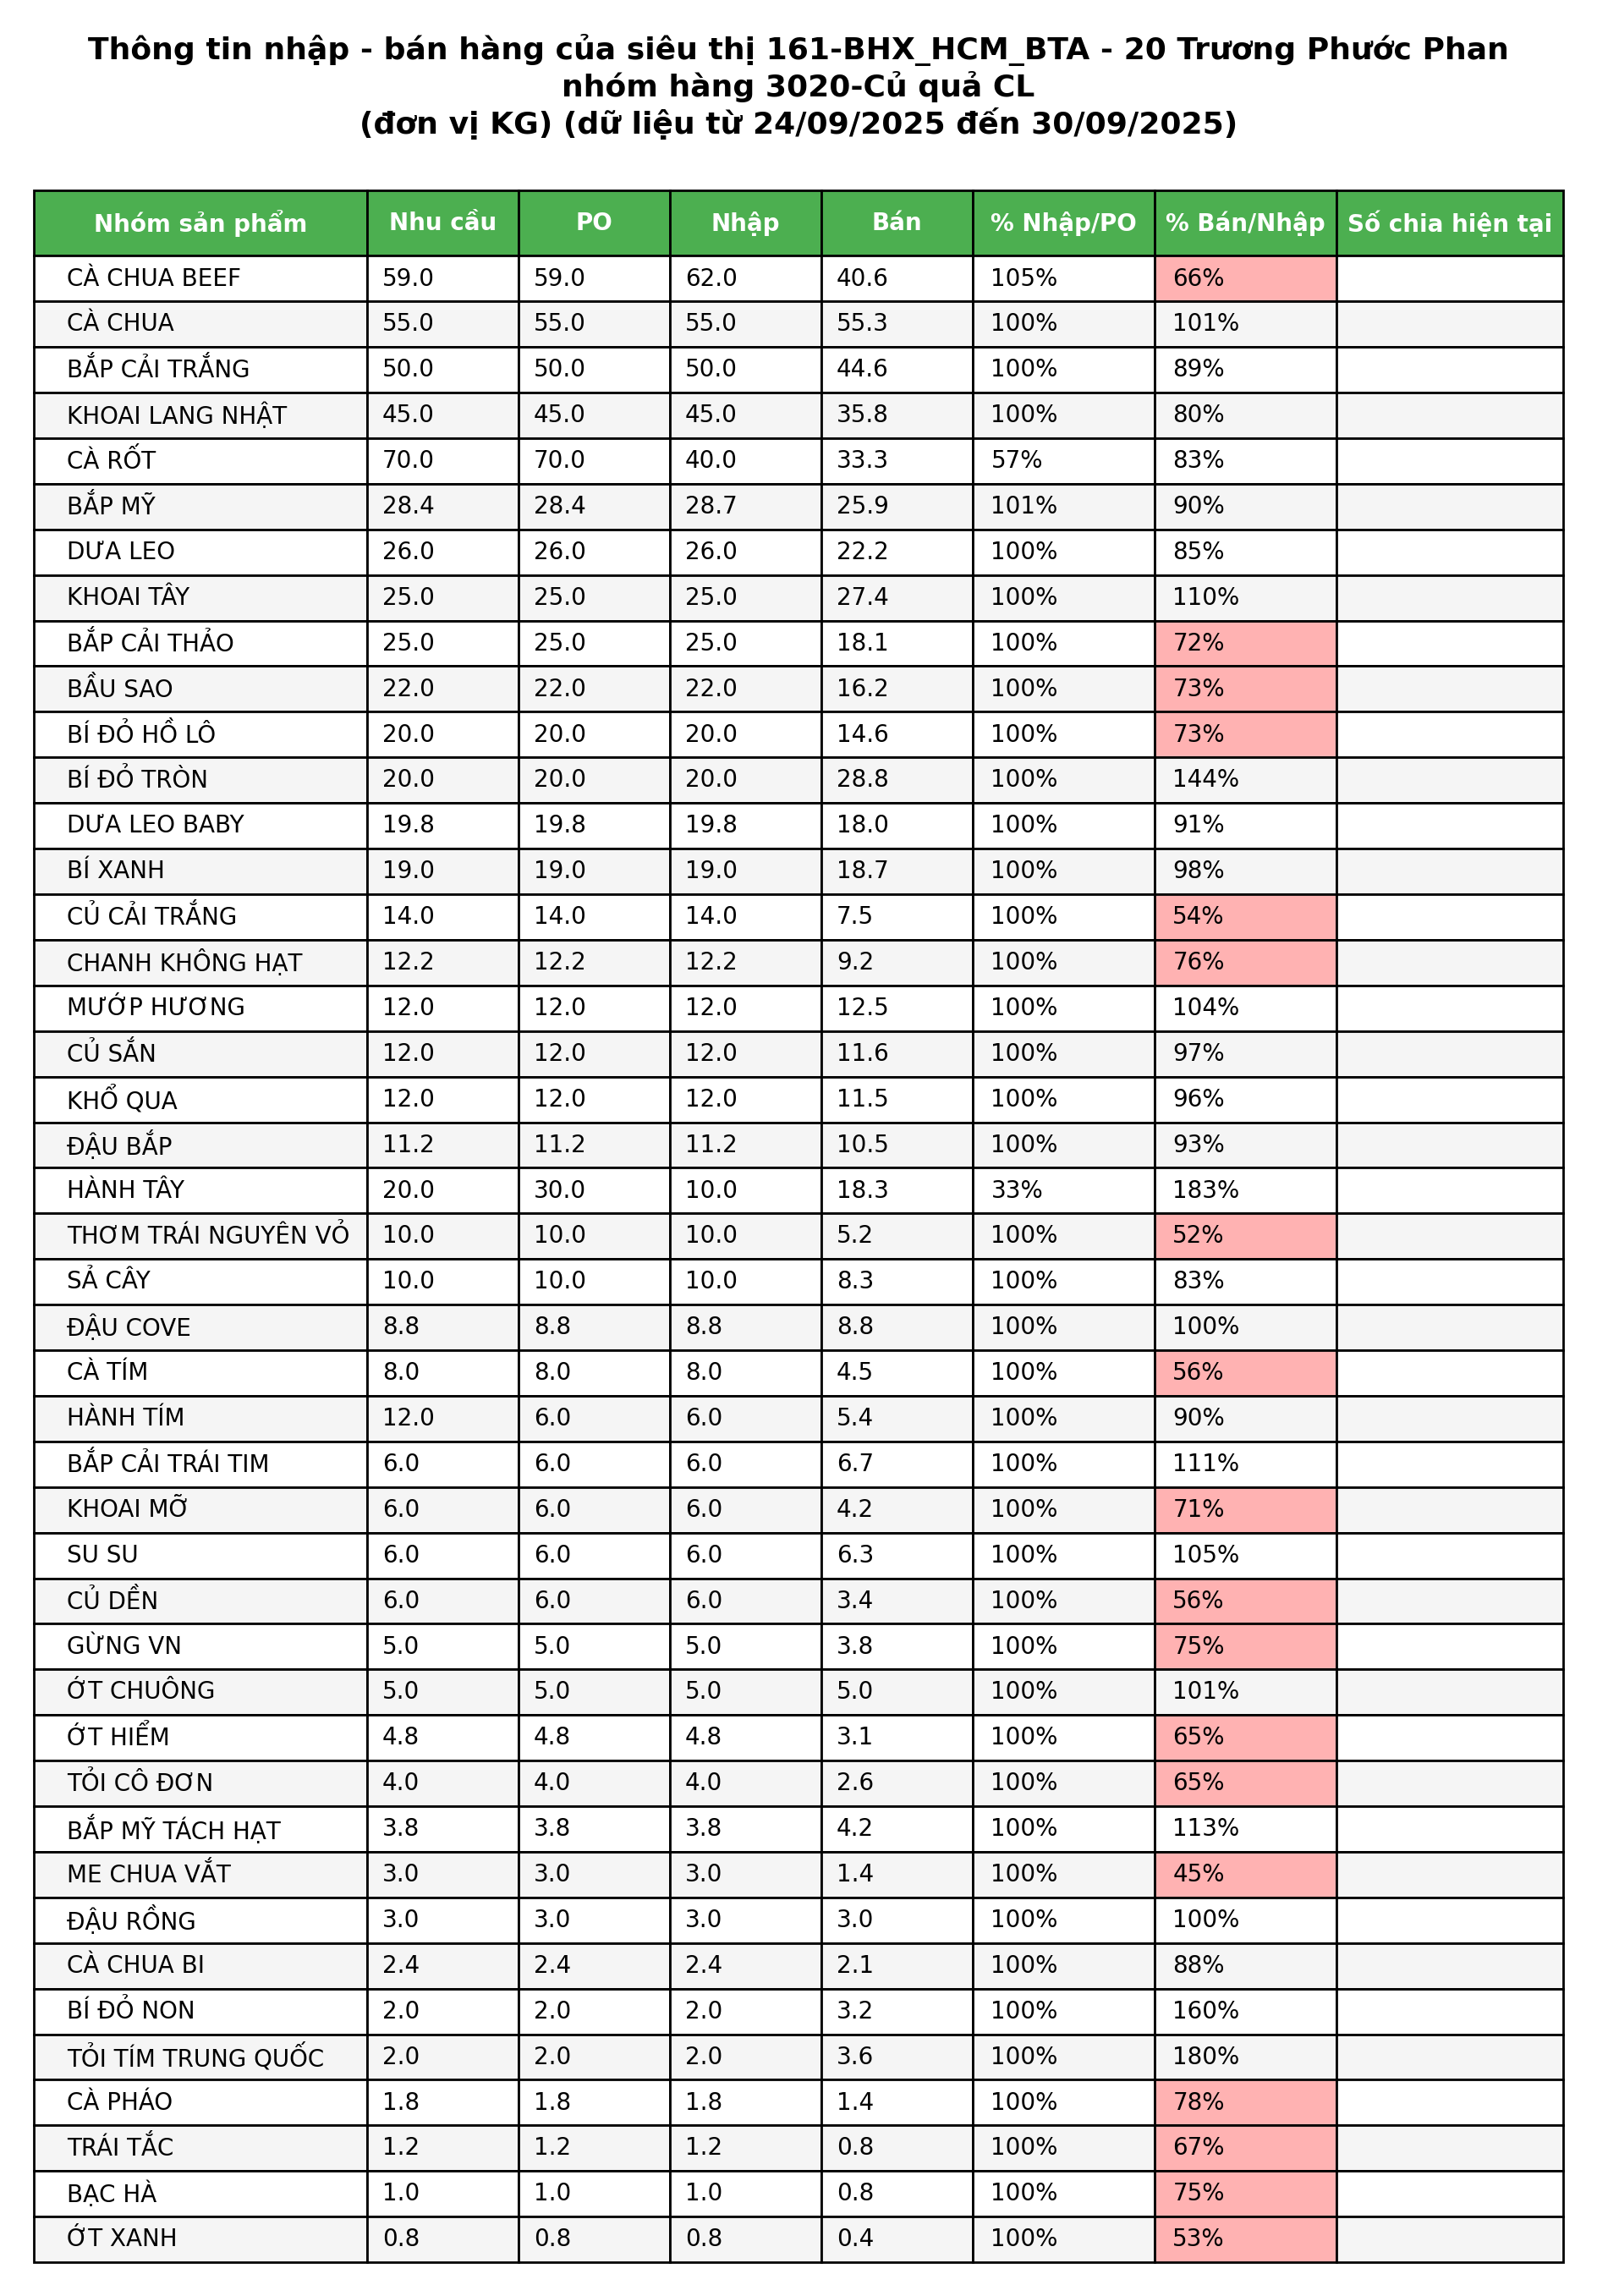 Thông tin nhập - bán hàng của siêu thị 161-BHX_HCM_BTA - 20 Trương Phước Phan
nhóm hàng 3020-Củ quả CL
(đơn vị KG) (dữ liệu từ 24/09/2025 đến 30/09/2025)
Nhóm sản phẩm Nhu cầu PO Nhập Bán % Nhập/PO % Bán/Nhập Số chia hiện tại
CÀ CHUA BEEF 59.0 59.0 62.0 40.6 105% 66%
CÀ CHUA 55.0 55.0 55.0 55.3 100% 101%
BẮP CẢI TRẮNG 50.0 50.0 50.0 44.6 100% 89%
KHOAI LANG NHẬT 45.0 45.0 45.0 35.8 100% 80%
CÀ RỐT 70.0 70.0 40.0 33.3 57% 83%
BẮP MỸ 28.4 28.4 28.7 25.9 101% 90%
DƯA LEO 26.0 26.0 26.0 22.2 100% 85%
KHOAI TÂY 25.0 25.0 25.0 27.4 100% 110%
BẮP CẢI THẢO 25.0 25.0 25.0 18.1 100% 72%
BẦU SAO 22.0 22.0 22.0 16.2 100% 73%
BÍ ĐỎ HỒ LÔ 20.0 20.0 20.0 14.6 100% 73%
BÍ ĐỎ TRÒN 20.0 20.0 20.0 28.8 100% 144%
DƯA LEO BABY 19.8 19.8 19.8 18.0 100% 91%
BÍ XANH 19.0 19.0 19.0 18.7 100% 98%
CỦ CẢI TRẮNG 14.0 14.0 14.0 7.5 100% 54%
CHANH KHÔNG HẠT 12.2 12.2 12.2 9.2 100% 76%
MƯỚP HƯƠNG 12.0 12.0 12.0 12.5 100% 104%
CỦ SẮN 12.0 12.0 12.0 11.6 100% 97%
KHỔ QUA 12.0 12.0 12.0 11.5 100% 96%
ĐẬU BẮP 11.2 11.2 11.2 10.5 100% 93%
HÀNH TÂY 20.0 30.0 10.0 18.3 33% 183%
THƠM TRÁI NGUYÊN VỎ 10.0 10.0 10.0 5.2 100% 52%
SẢ CÂY 10.0 10.0 10.0 8.3 100% 83%
ĐẬU COVE 8.8 8.8 8.8 8.8 100% 100%
CÀ TÍM 8.0 8.0 8.0 4.5 100% 56%
HÀNH TÍM 12.0 6.0 6.0 5.4 100% 90%
BẮP CẢI TRÁI TIM 6.0 6.0 6.0 6.7 100% 111%
KHOAI MỠ 6.0 6.0 6.0 4.2 100% 71%
SU SU 6.0 6.0 6.0 6.3 100% 105%
CỦ DỀN 6.0 6.0 6.0 3.4 100% 56%
GỪNG VN 5.0 5.0 5.0 3.8 100% 75%
ỚT CHUÔNG 5.0 5.0 5.0 5.0 100% 101%
ỚT HIỂM 4.8 4.8 4.8 3.1 100% 65%
TỎI CÔ ĐƠN 4.0 4.0 4.0 2.6 100% 65%
BẮP MỸ TÁCH HẠT 3.8 3.8 3.8 4.2 100% 113%
ME CHUA VẮT 3.0 3.0 3.0 1.4 100% 45%
ĐẬU RỒNG 3.0 3.0 3.0 3.0 100% 100%
CÀ CHUA BI 2.4 2.4 2.4 2.1 100% 88%
BÍ ĐỎ NON 2.0 2.0 2.0 3.2 100% 160%
TỎI TÍM TRUNG QUỐC 2.0 2.0 2.0 3.6 100% 180%
CÀ PHÁO 1.8 1.8 1.8 1.4 100% 78%
TRÁI TẮC 1.2 1.2 1.2 0.8 100% 67%
BẠC HÀ 1.0 1.0 1.0 0.8 100% 75%
ỚT XANH 0.8 0.8 0.8 0.4 100% 53%